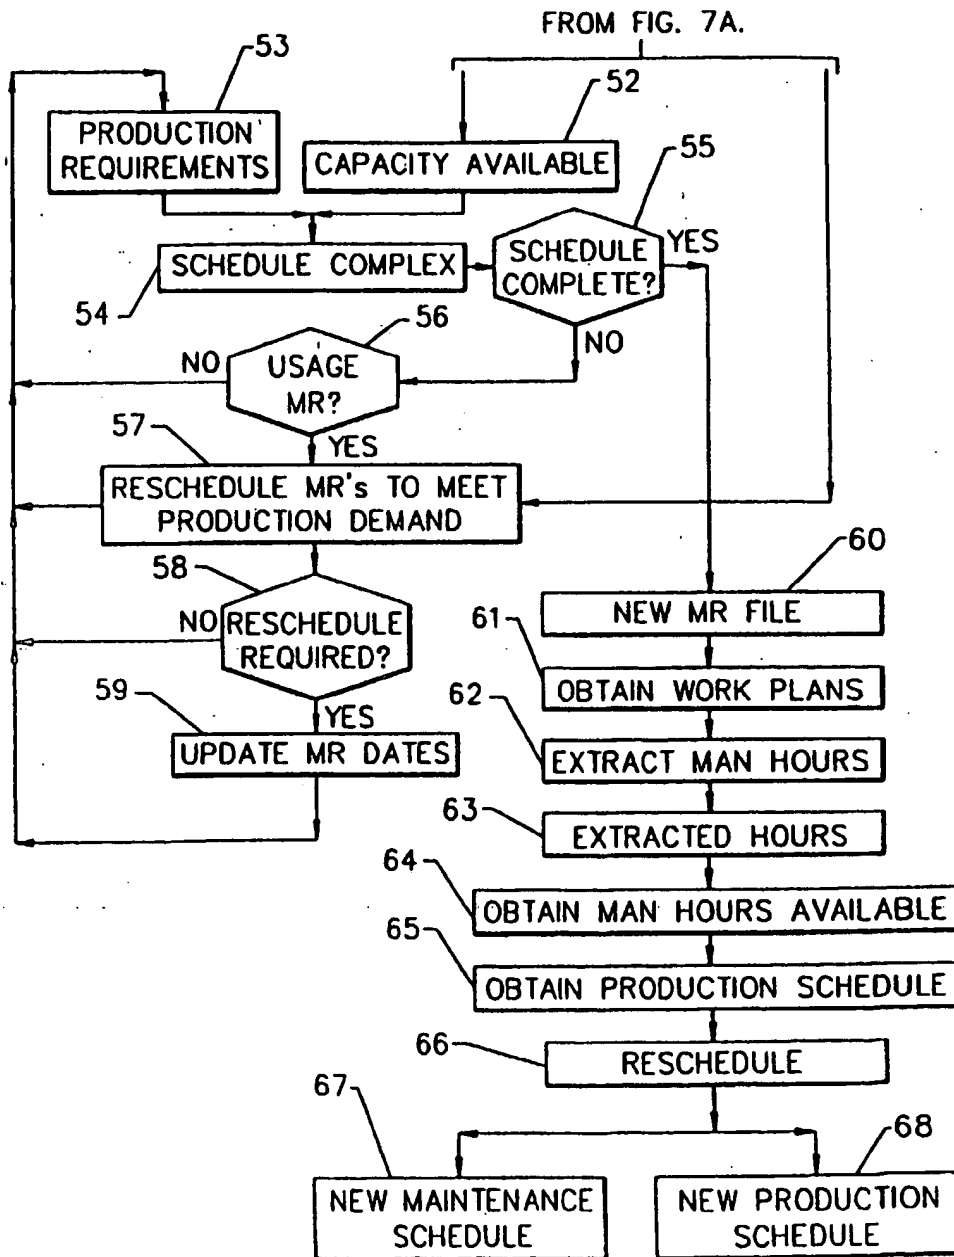 FROM FIG. 7A.
53
52
PRODUCTION
REQUIREMENTS
CAPACITY AVAILABLE
55
SCHEDULE COMPLEX
SCHEDULE
COMPLETE?
YES
54
NO
56
USAGE
MR?
NO
YES
57
RESCHEDULE MR's TO MEET
PRODUCTION DEMAND
58
RESCHEDULE
REQUIRED?
NO
YES
59
UPDATE MR DATES
60
NEW MR FILE
61
OBTAIN WORK PLANS
62
EXTRACT MAN HOURS
63
EXTRACTED HOURS
64
OBTAIN MAN HOURS AVAILABLE
65
OBTAIN PRODUCTION SCHEDULE
66
RESCHEDULE
67
68
NEW MAINTENANCE
SCHEDULE
NEW PRODUCTION
SCHEDULE